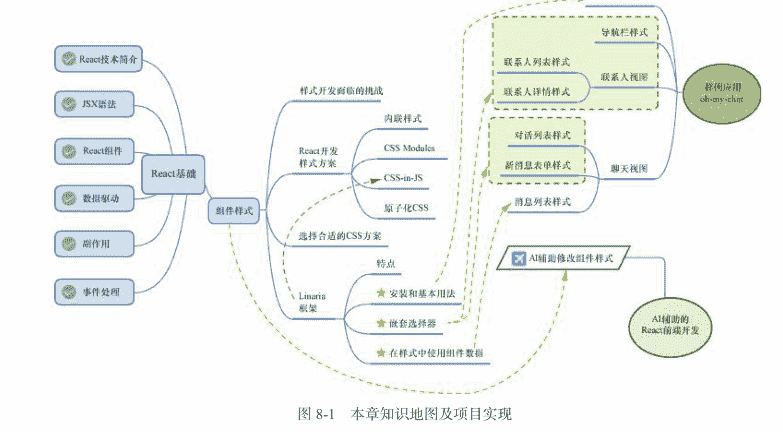 React技术简介
JSX语法
React组件
数据驱动
副作用
事件处理
React基础
组件样式
样式开发面临的挑战
React开发
样式方案
内联样式
CSS Modules
CSS-in-JS
原子化CSS
选择合适的CSS方案
Linaria
框架
特点
安装和基本用法
嵌套选择器
在样式中使用组件数据
导航栏样式
联系人列表样式
联系人详情样式
联系人视图
对话列表样式
新消息表单样式
消息列表样式
聊天视图
样例应用
oh-my-chat
AI辅助修改组件样式
AI辅助的
React前端开发
图 8-1 本章知识地图及项目实现